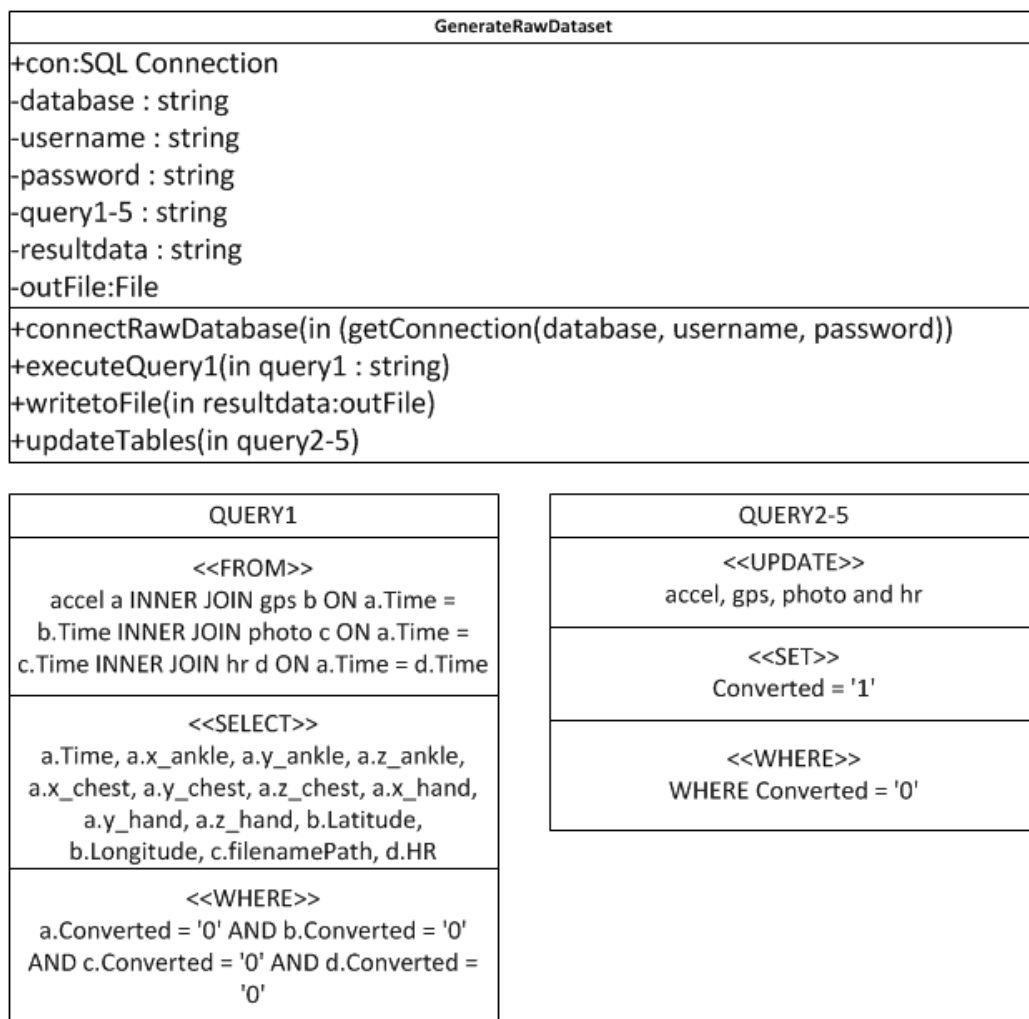 GenerateRawDataset
+con:SQL Connection
-database : string
-username : string
-password : string
-query1-5 : string
-resultdata : string
-outFile:File
+connectRawDatabase(in (getConnection(database, username, password))
+executeQuery1(in query1 : string)
+writetoFile(in resultdata:outFile)
+updateTables(in query2-5)
QUERY1
<<FROM>>
accel a INNER JOIN gps b ON a.Time =
b.Time INNER JOIN photo c ON a.Time =
c.Time INNER JOIN hr d ON a.Time = d.Time
<<SELECT>>
a.Time, a.x_ankle, a.y_ankle, a.z_ankle,
a.x_chest, a.y_chest, a.z_chest, a.x_hand,
a.y_hand, a.z_hand, b.Latitude,
b.Longitude, c.filenamePath, d.HR
<<WHERE>>
a.Converted = '0' AND b.Converted = '0'
AND c.Converted = '0' AND d.Converted =
'0'
QUERY2-5
<<UPDATE>>
accel, gps, photo and hr
<<SET>>
Converted = '1'
<<WHERE>>
WHERE Converted = '0'